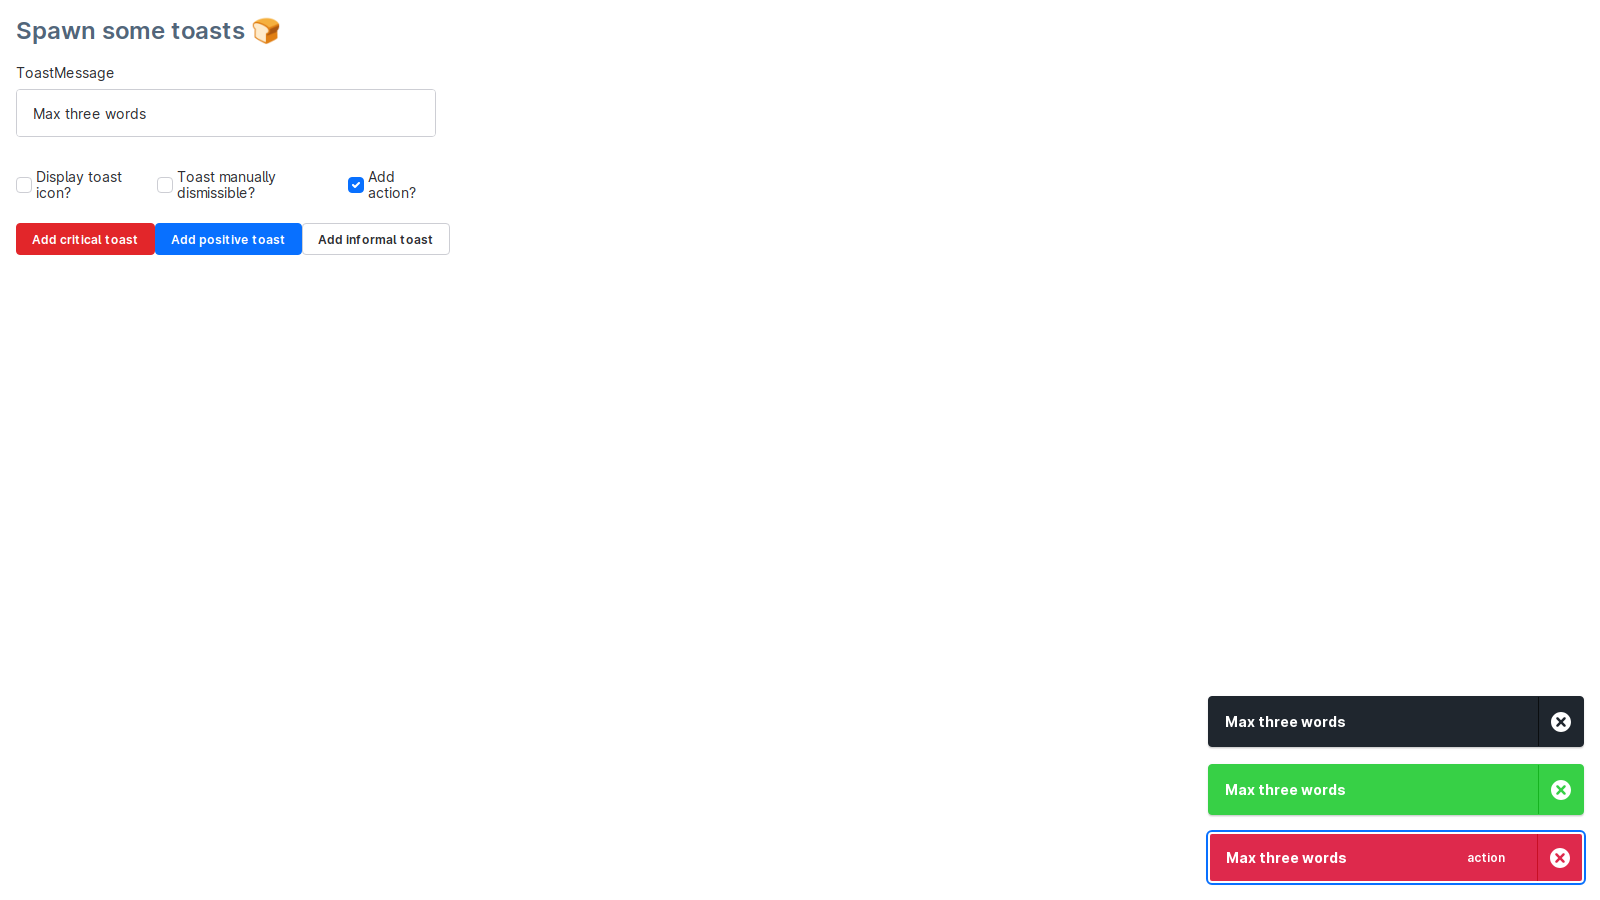 Spawn some toasts 🍞
ToastMessage
Max three words
Display toast
icon?
Toast manually
dismissible?
Add
action?
Add critical toast
Add positive toast
Add informal toast
Max three words
Max three words
Max three words
action